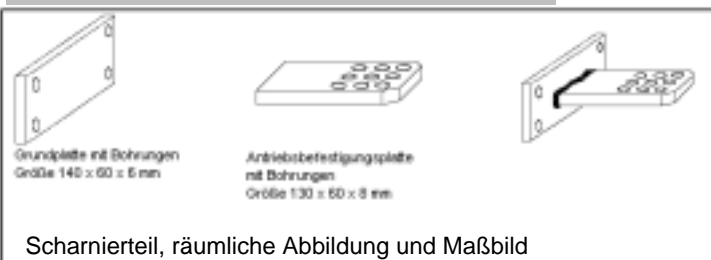 Grundplatte mit Bohrungen
Größe 140 x 60 x 6 mm
Antriebsbefestigungsplatte
mit Bohrungen
Größe 130 x 60 x 8 mm
Scharnierteil, räumliche Abbildung und Maßbild